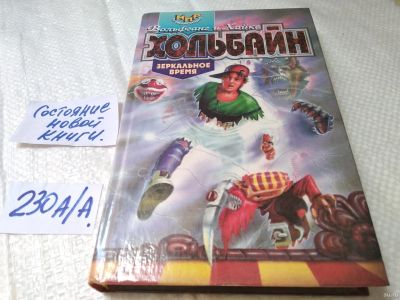 Вольфганг и Хайке
ХОЛЬБАЙН
ЗЕРКАЛЬНОЕ
ВРЕМЯ
Состояние
новой
книги.
230А/А.